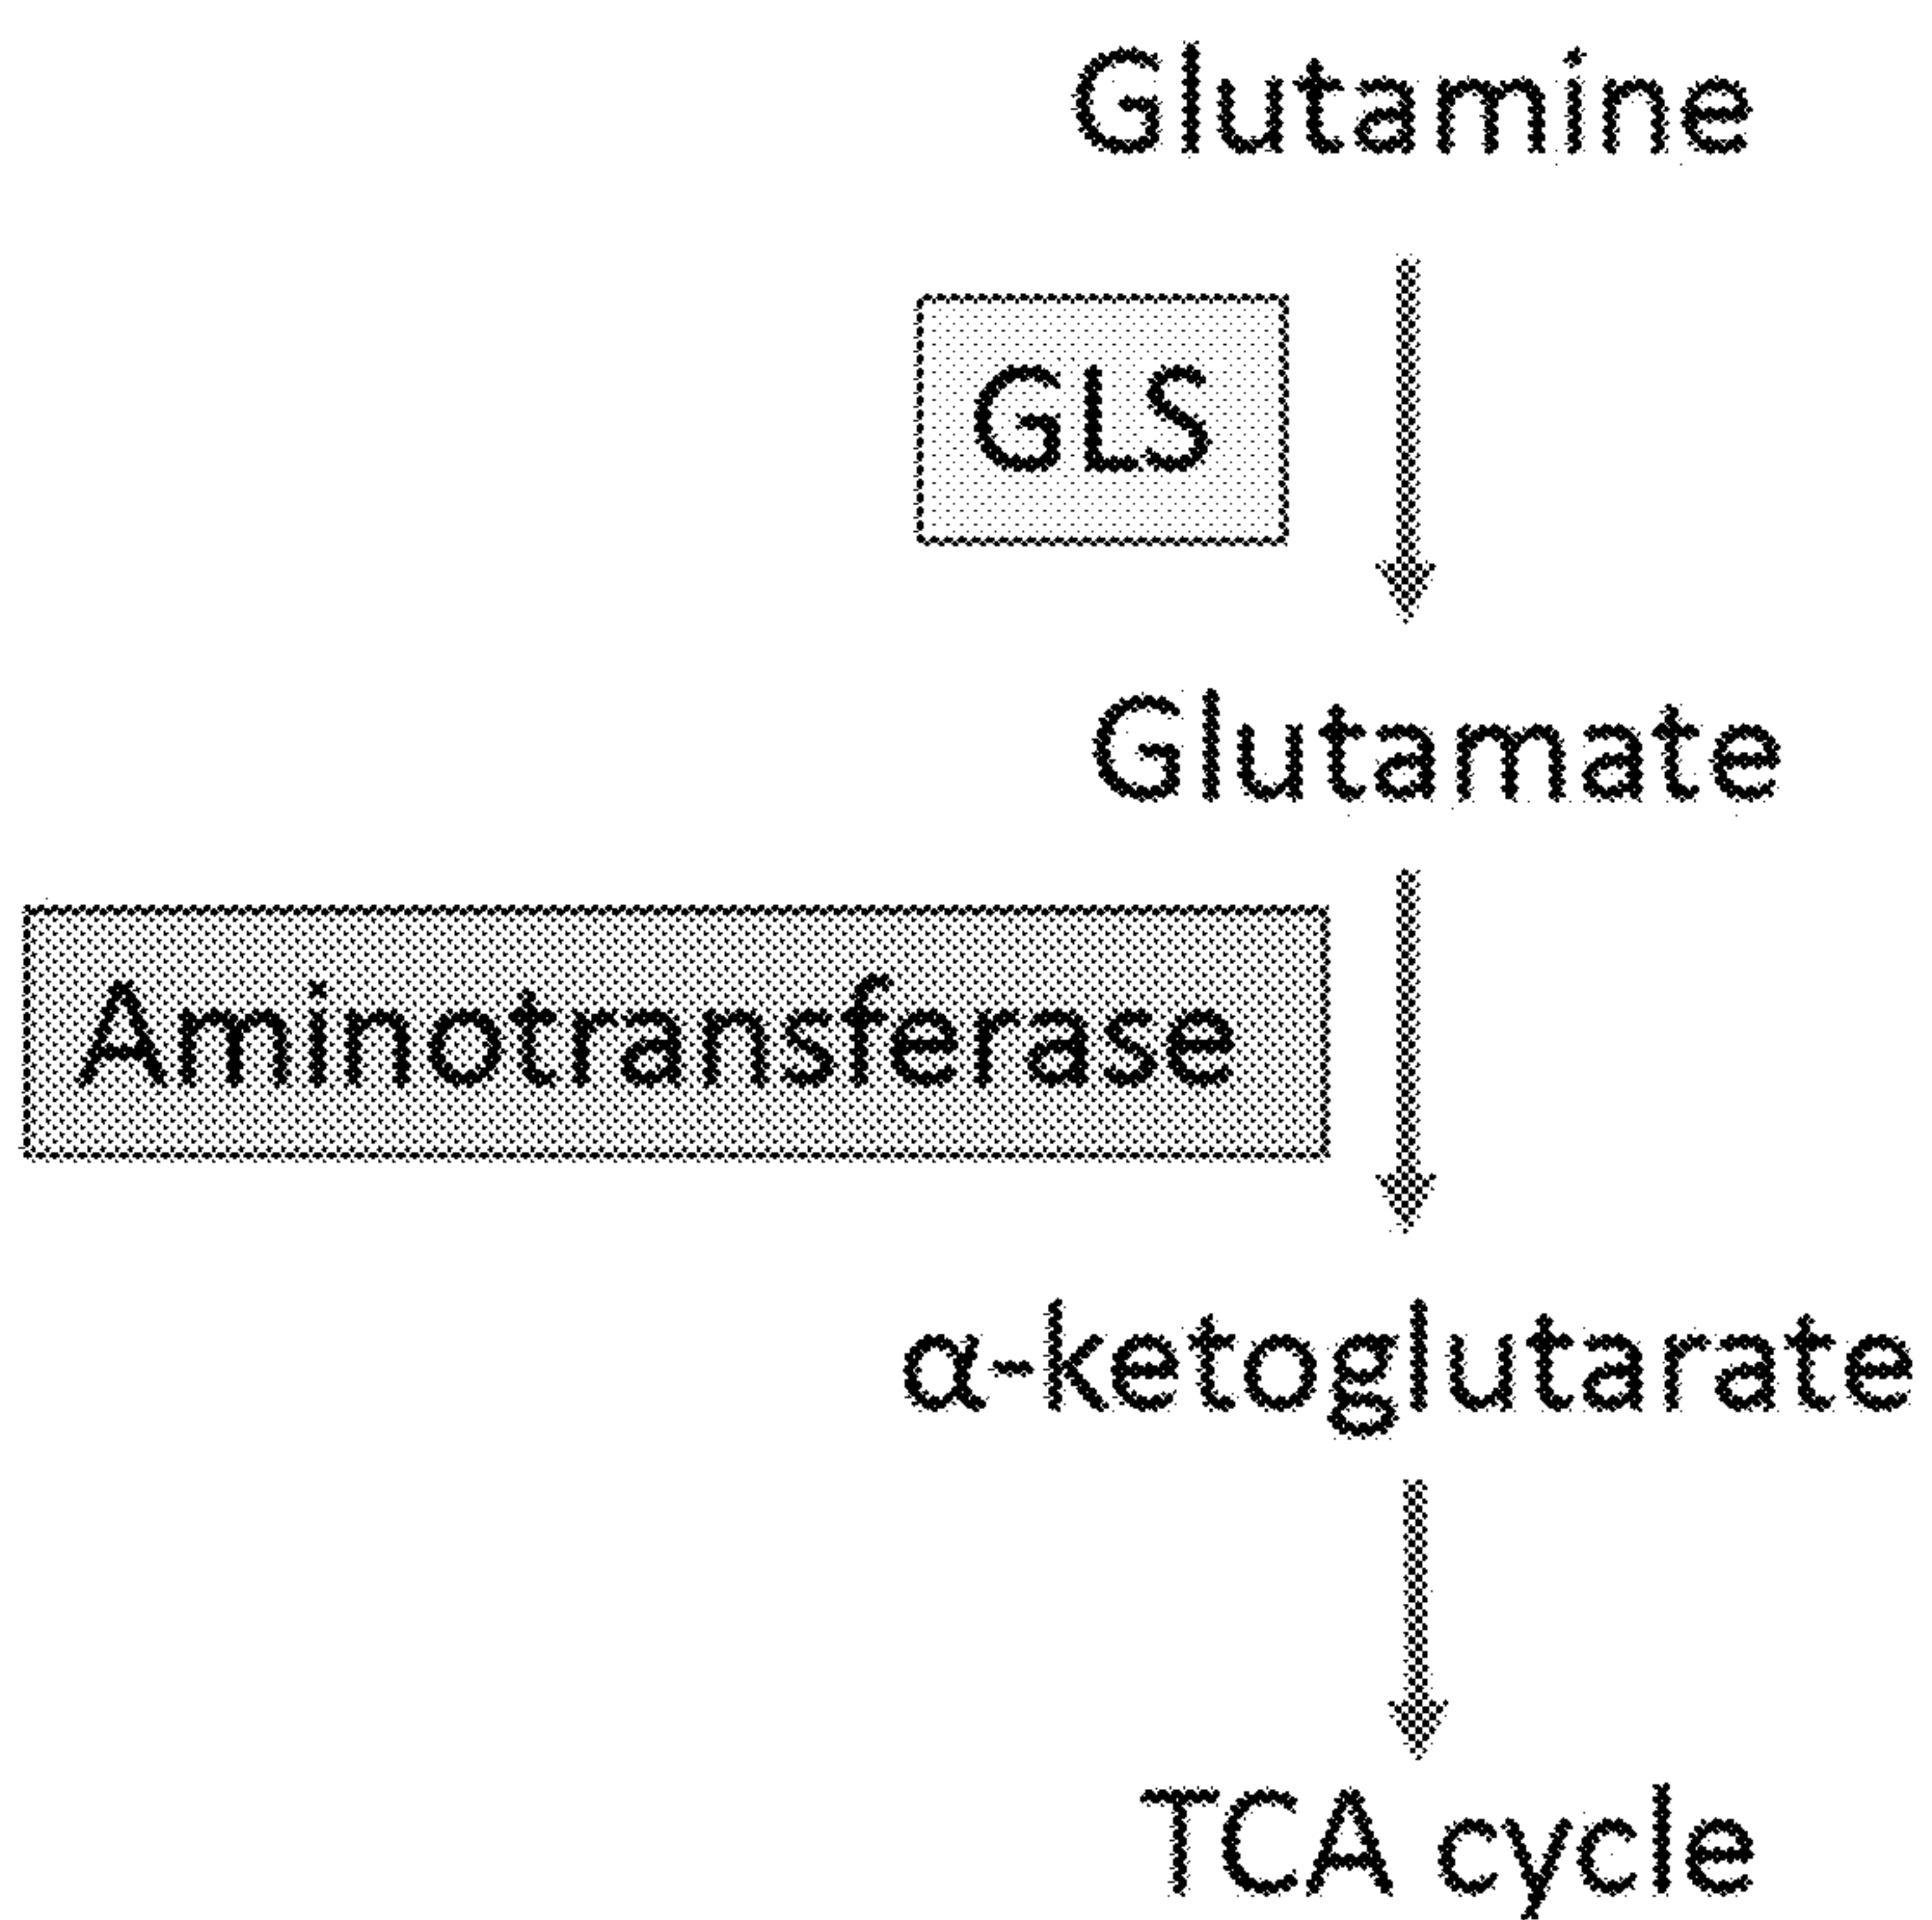 Glutamine
GLS
Glutamate
Aminotransferase
α-ketoglutarate
TCA cycle